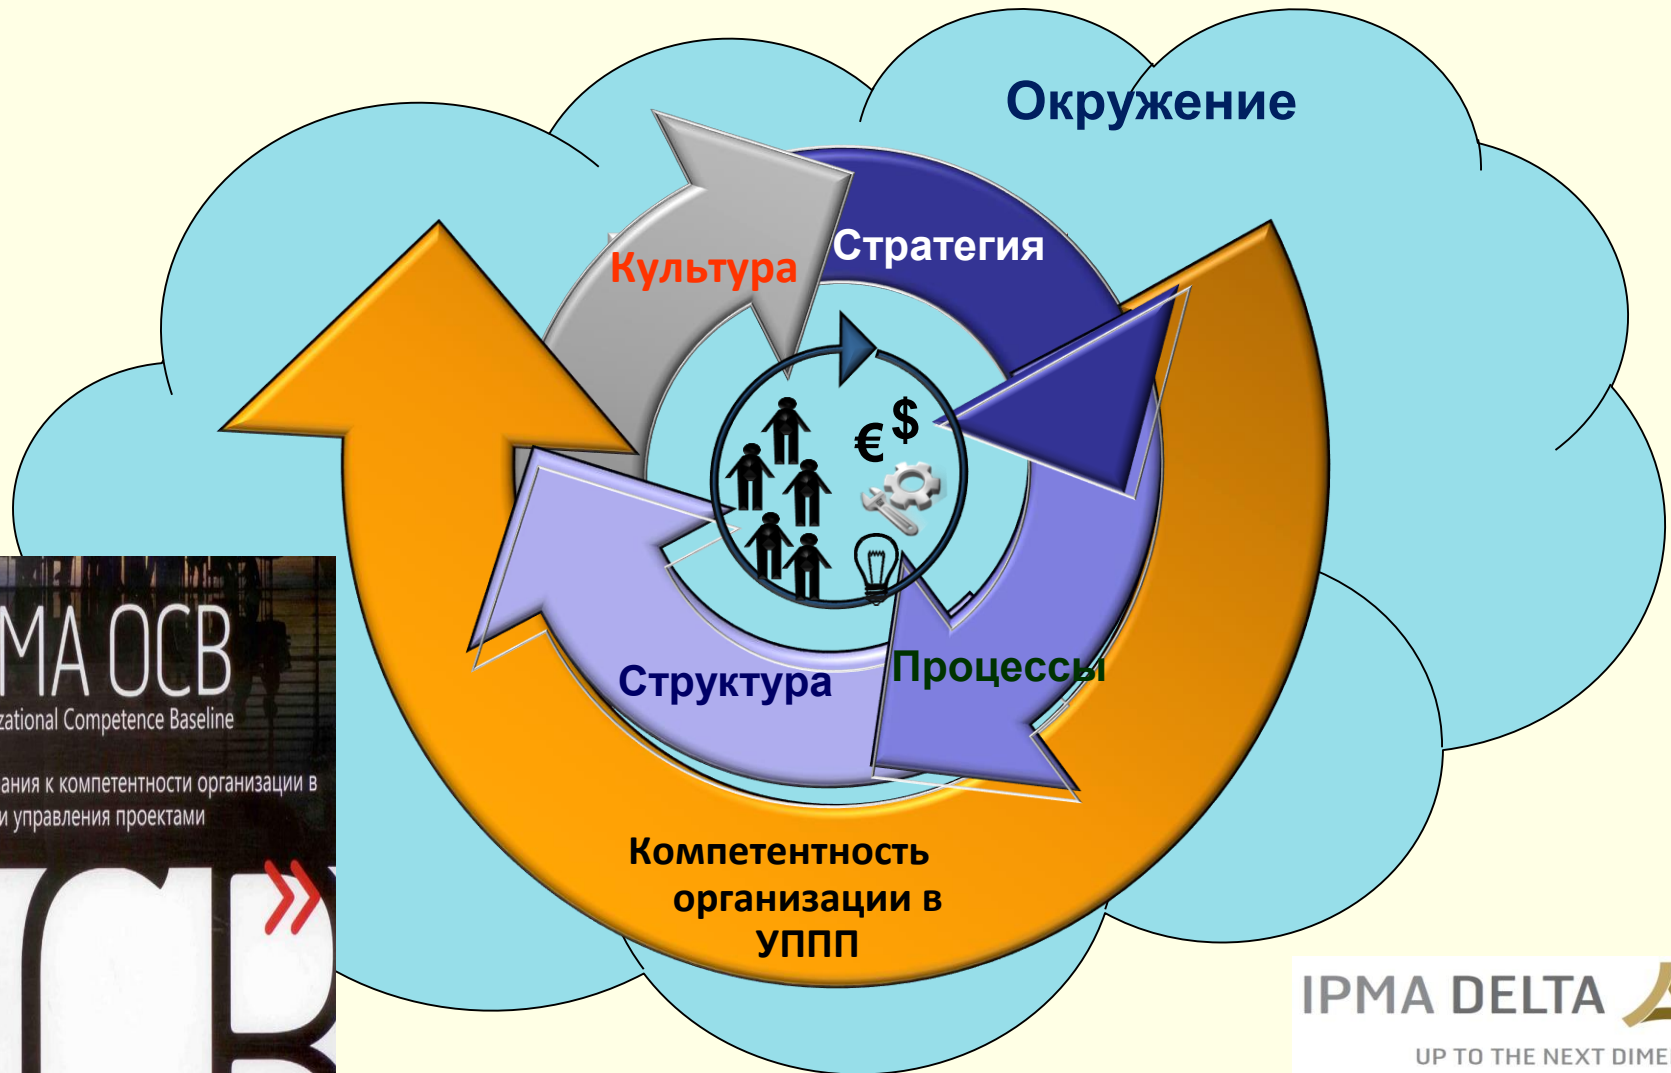 Окружение
Культура
Стратегия
€ $
Структура
Процессы
Компетентность
организации в
УППП
MA OCB
zational Competence Baseline
ания к компетентности организации в
и управления проектами
IPMA DELTA
UP TO THE NEXT DIME